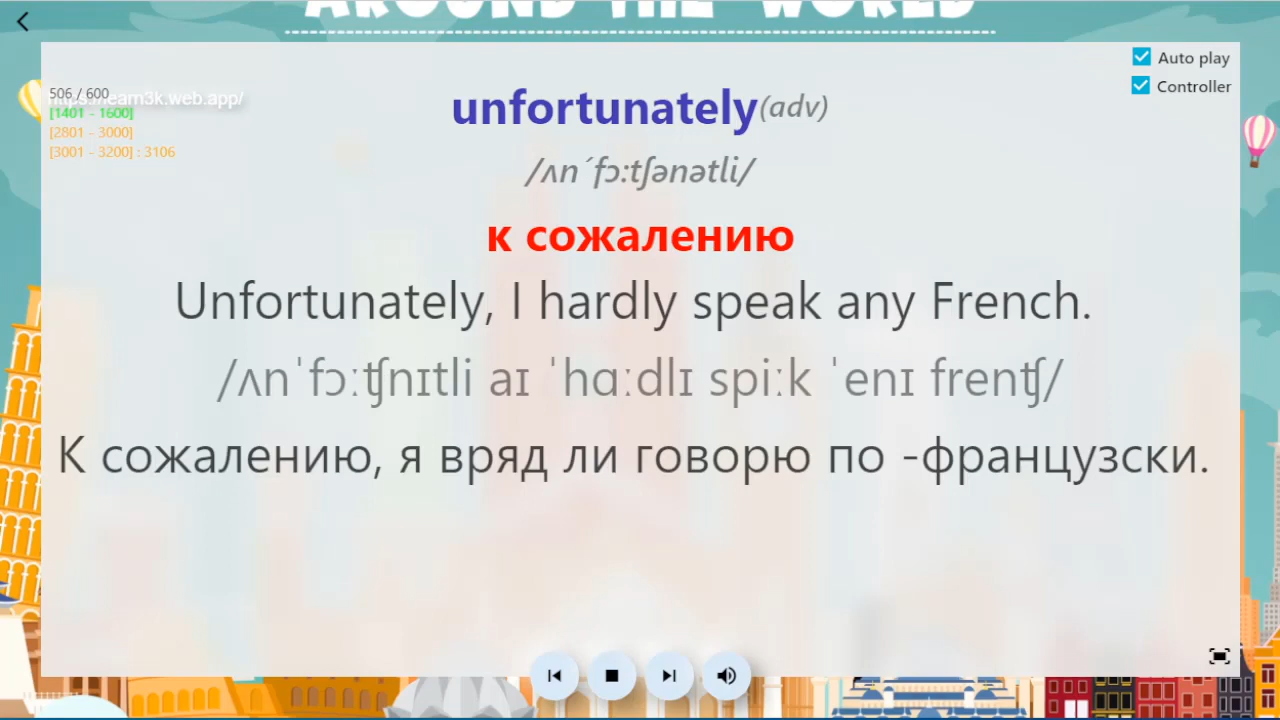 AROUND THE WORLD
Auto play
Controller
506 / 600
https://learn3k.web.app/
[1401 - 1600]
[2801 - 3000]
[3001 - 3200] : 3106
unfortunately(adv)
/ʌnˊfɔ:tʃənətli/
к сожалению
Unfortunately, I hardly speak any French.
/ʌnˈfɔːʧnɪtli aɪ ˈhɑːdlɪ spiːk ˈenɪ frenʧ/
К сожалению, я вряд ли говорю по -французски.